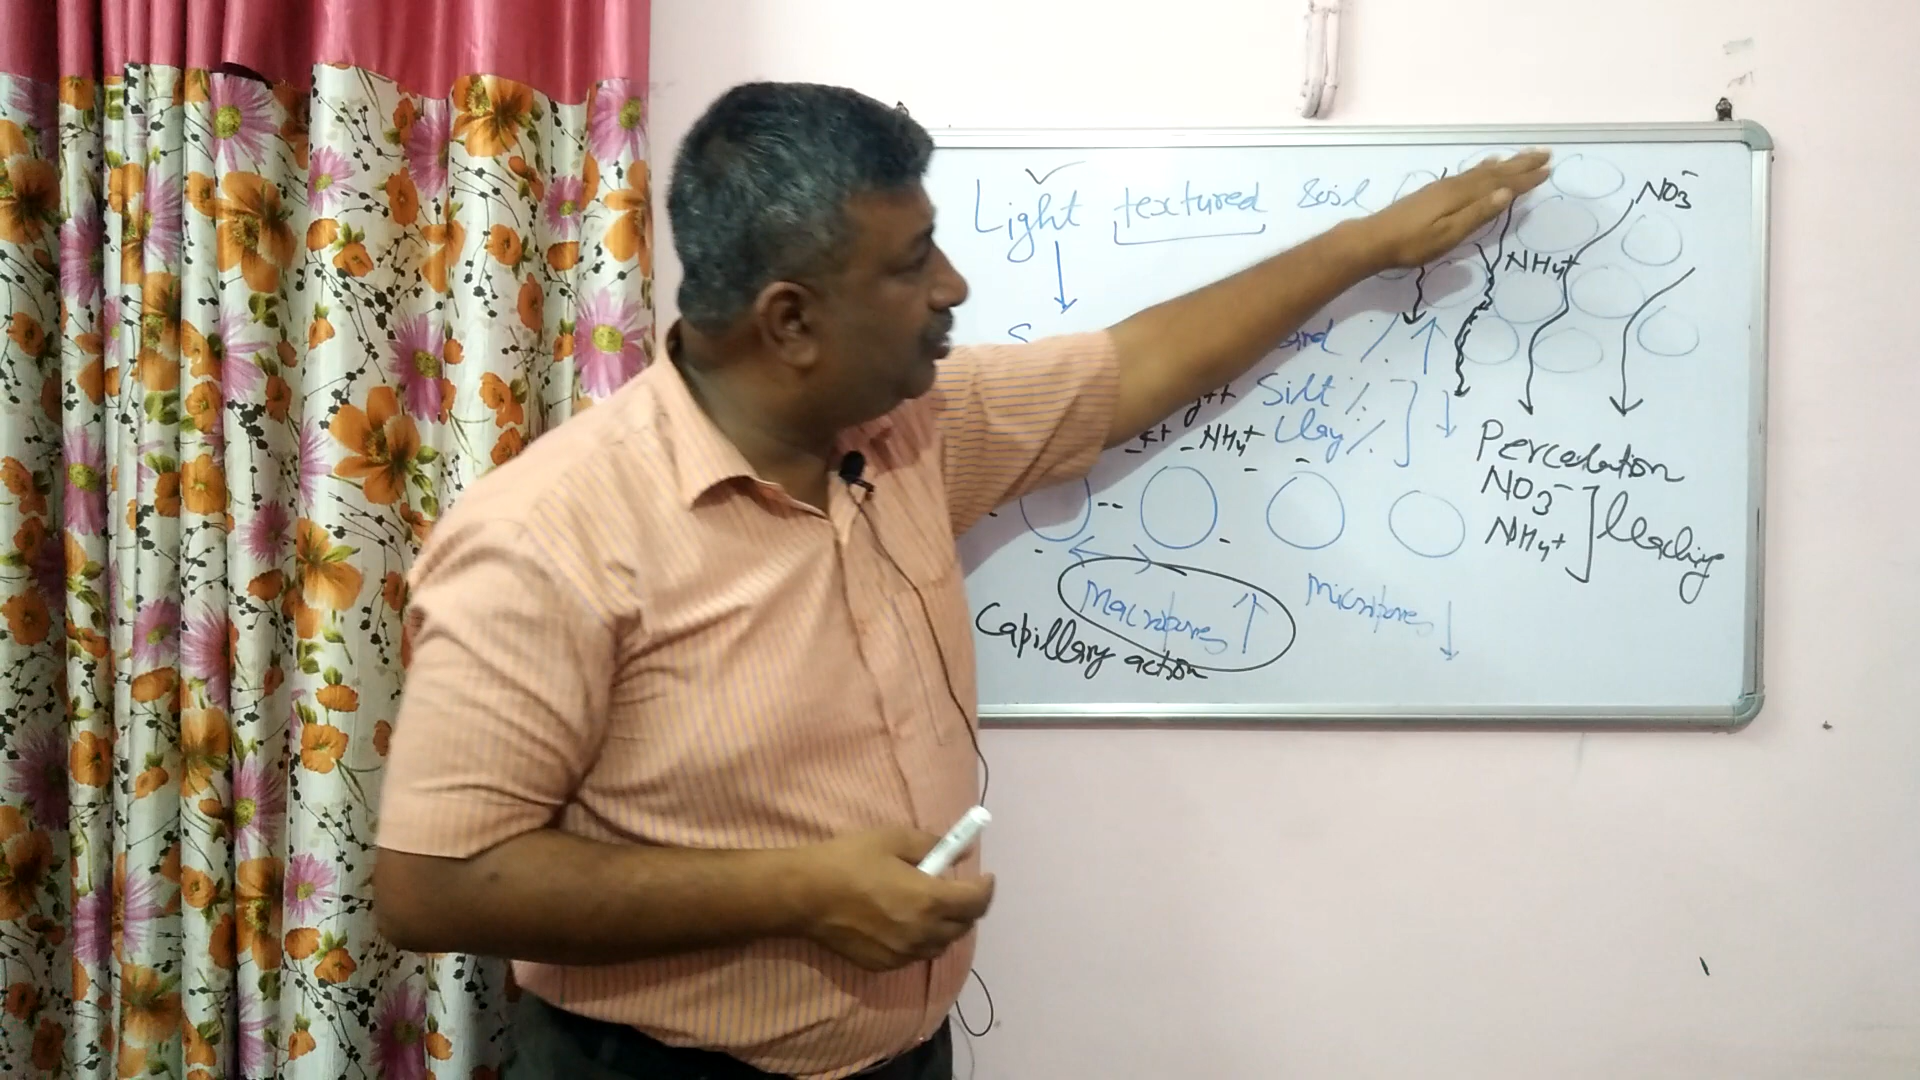 Light textured Soil
NO3-
NH4+
%
Silt %
NH4+ Clay %
Percolation
NO3-
NH4+ ] leaching
Macropores ↑ Micropores ↓
Capillary action